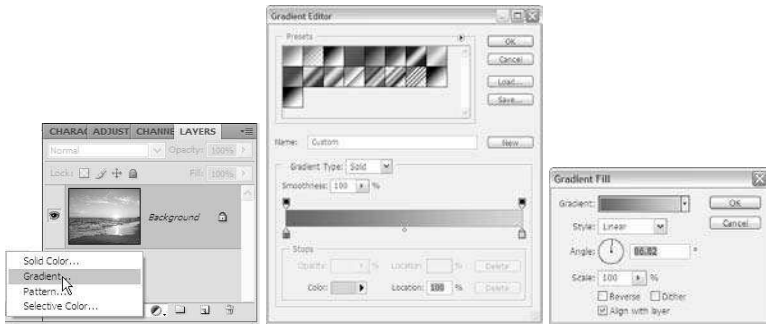 CHARAC ADJUST CHANNE LAYERS
Normal Opacity: 100%
Lock: Fill: 100%
Background
Solid Color...
Gradient...
Pattern...
Selective Color...
Gradient Editor
Presets
OK
Cancel
Load...
Save...
Name: Custom New
Gradient Type: Solid
Smoothness: 100 %
Stops
Opacity: % Location: % Delete
Color: Location: 100 % Delete
Gradient Fill
Gradient: OK
Style: Linear Cancel
Angle: 86.82 °
Scale: 100 %
Reverse Dither
Align with layer